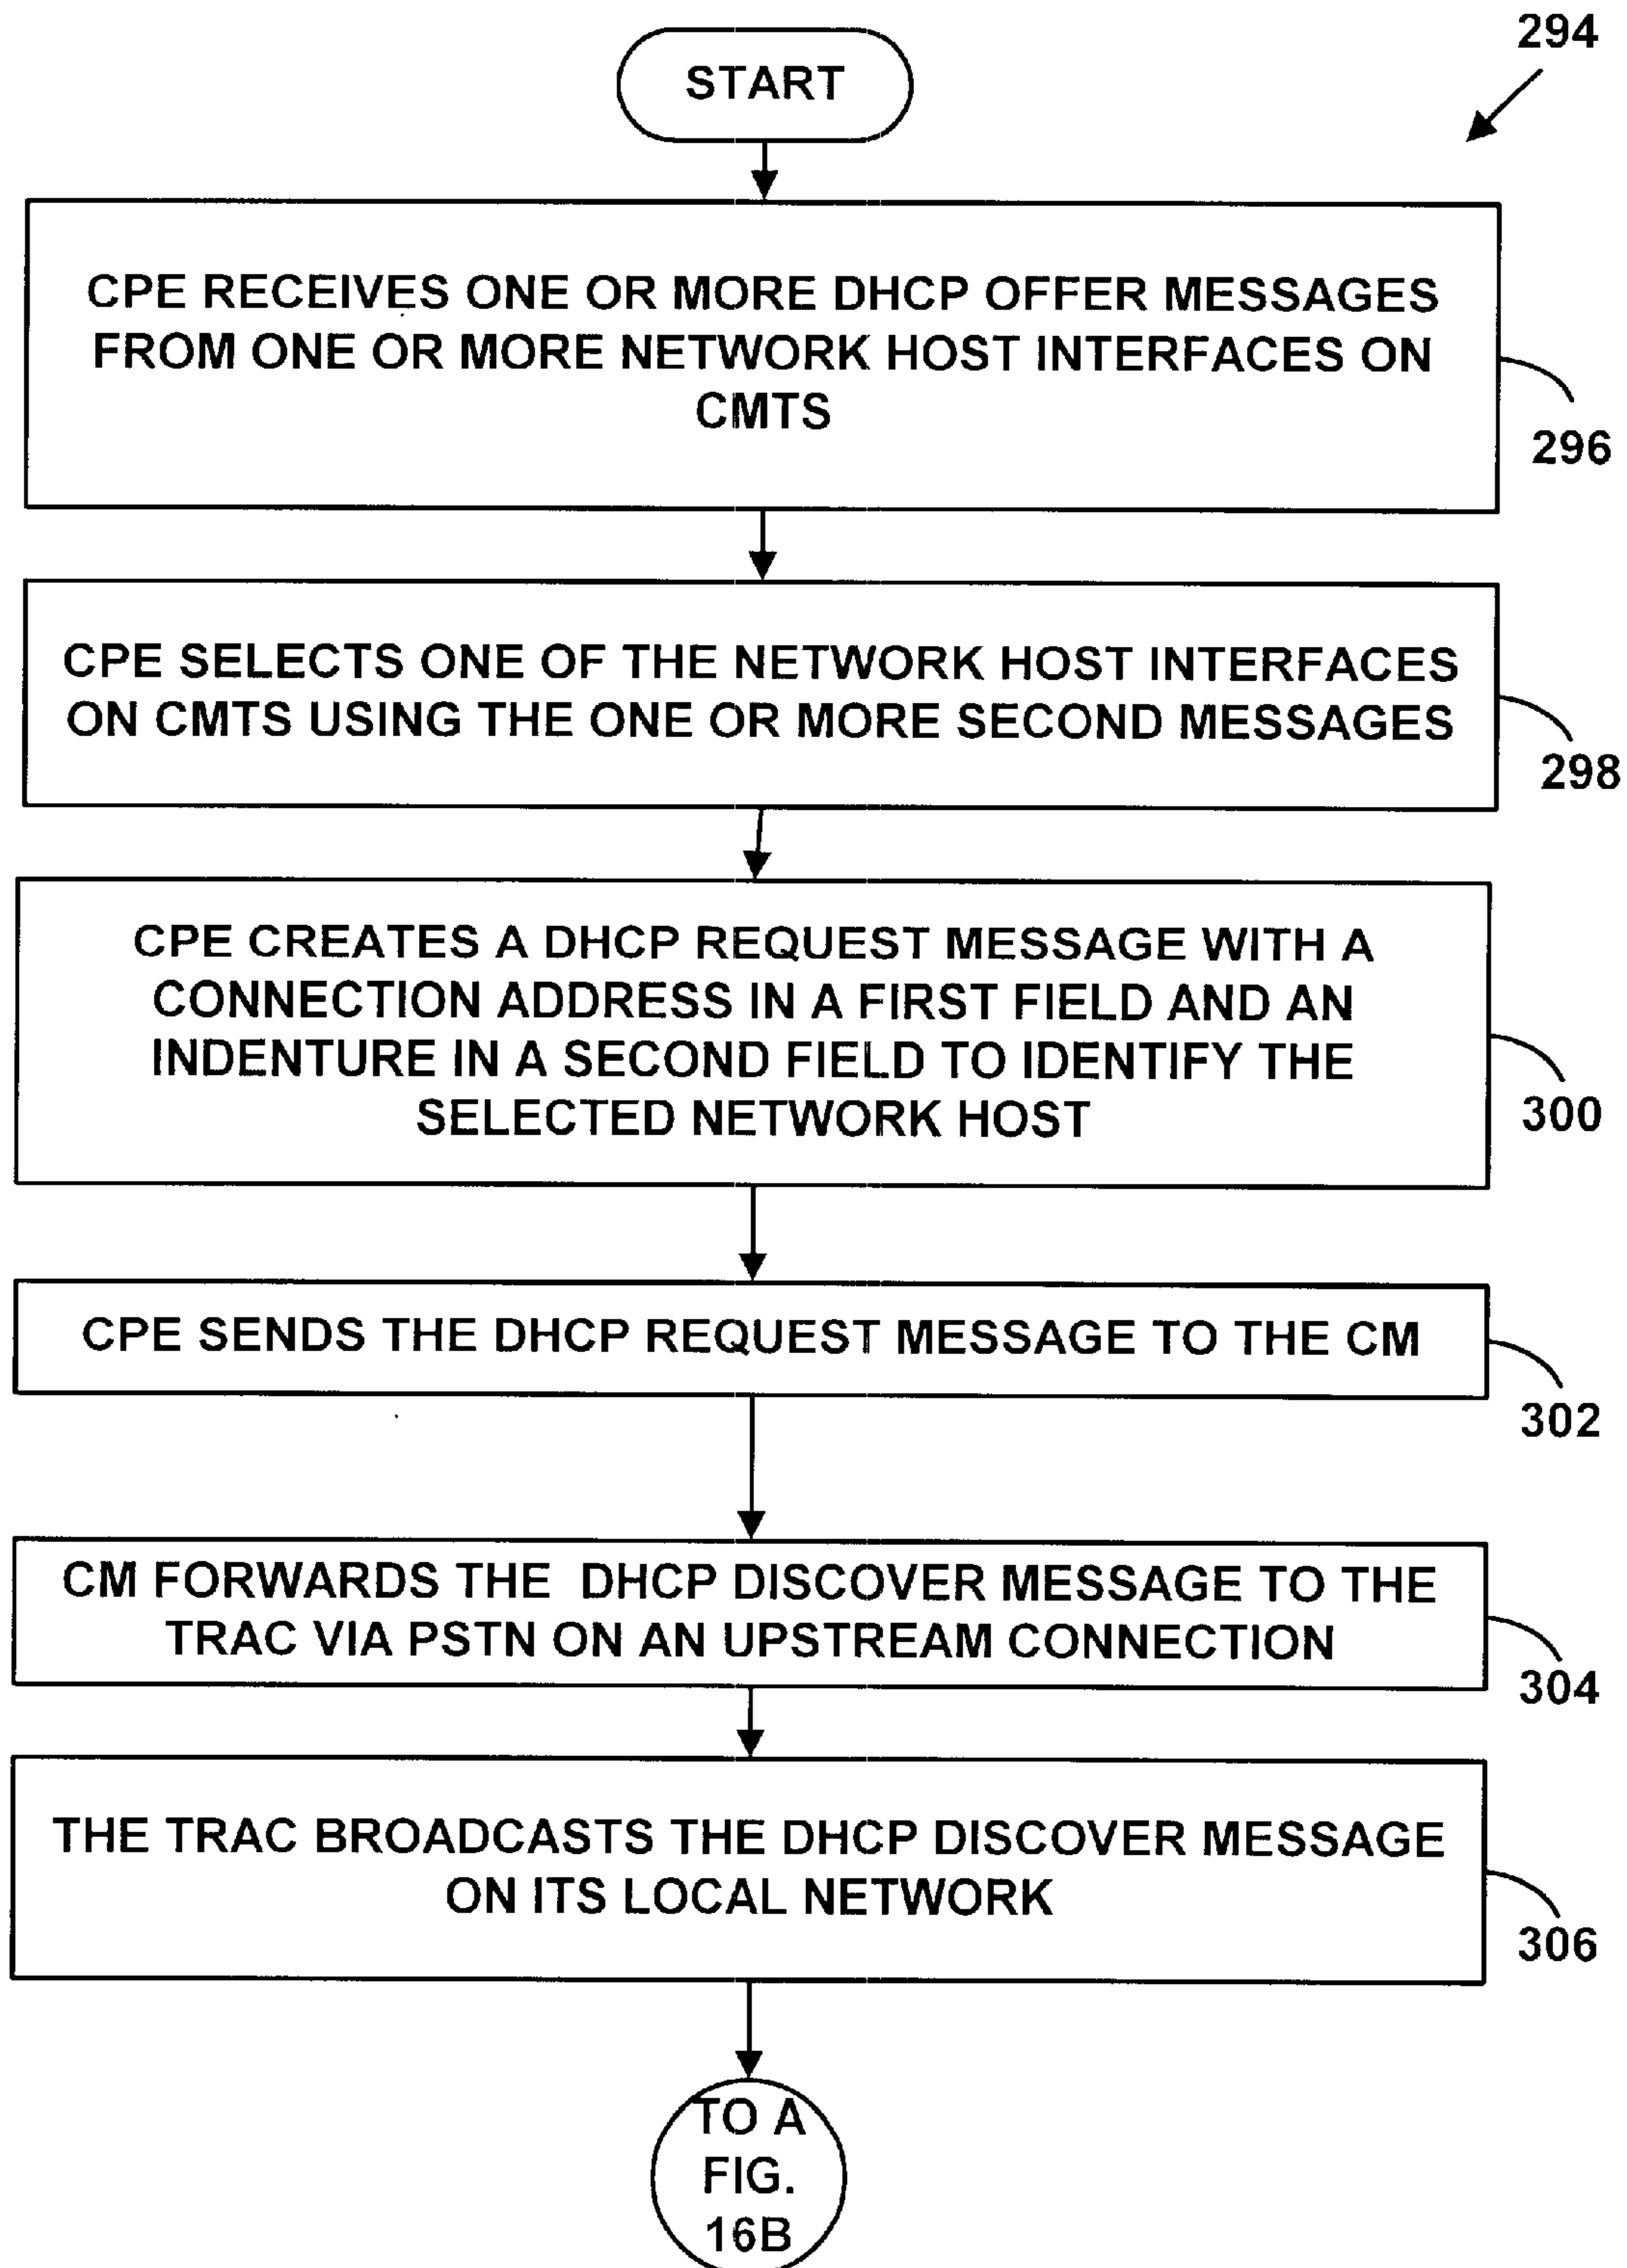 294
START
CPE RECEIVES ONE OR MORE DHCP OFFER MESSAGES
FROM ONE OR MORE NETWORK HOST INTERFACES ON
CMTS
296
CPE SELECTS ONE OF THE NETWORK HOST INTERFACES
ON CMTS USING THE ONE OR MORE SECOND MESSAGES
298
CPE CREATES A DHCP REQUEST MESSAGE WITH A
CONNECTION ADDRESS IN A FIRST FIELD AND AN
INDENTURE IN A SECOND FIELD TO IDENTIFY THE
SELECTED NETWORK HOST
300
CPE SENDS THE DHCP REQUEST MESSAGE TO THE CM
302
CM FORWARDS THE DHCP DISCOVER MESSAGE TO THE
TRAC VIA PSTN ON AN UPSTREAM CONNECTION
304
THE TRAC BROADCASTS THE DHCP DISCOVER MESSAGE
ON ITS LOCAL NETWORK
306
TO A
FIG.
16B